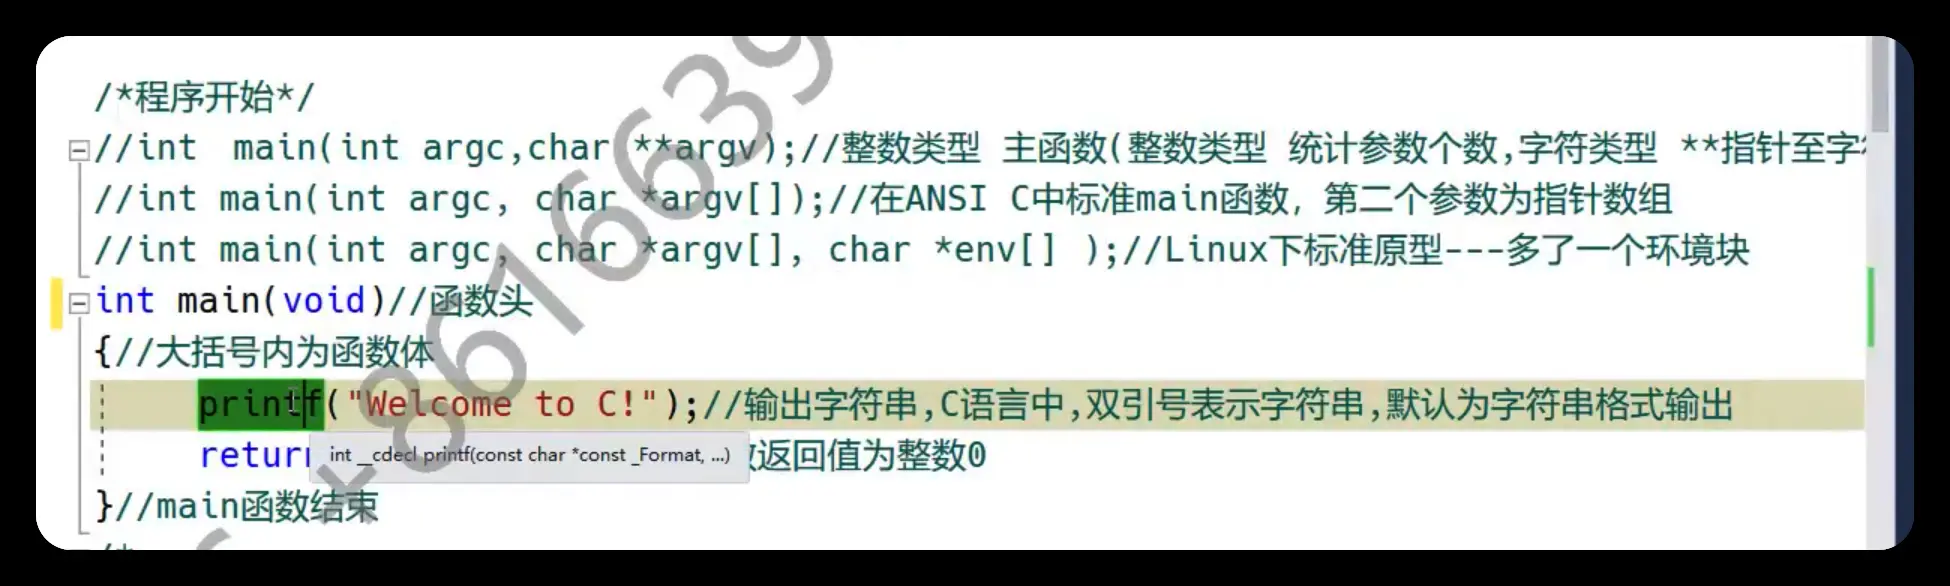 /*程序开始*/
//int main(int argc,char **argv);//整数类型 主函数(整数类型 统计参数个数,字符类型 **指针至字
//int main(int argc, char *argv[]);//在ANSI C中标准main函数, 第二个参数为指针数组
//int main(int argc, char *argv[], char *env[] );//Linux下标准原型---多了一个环境块
int main(void)//函数头
{//大括号内为函数体
printf("Welcome to C!");//输出字符串,C语言中,双引号表示字符串,默认为字符串格式输出
return
int __cdecl printf(const char *const _Format, ...)
返回值为整数0
}//main函数结束
+8616639